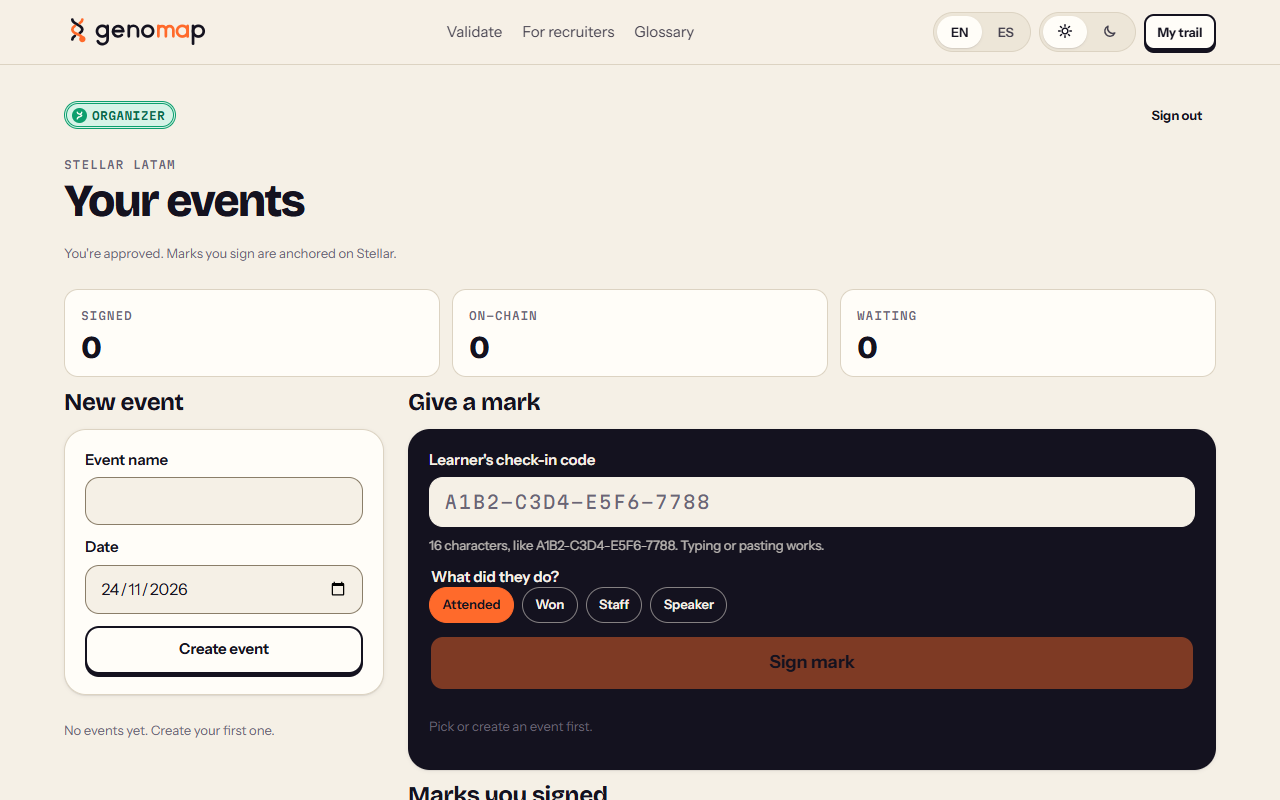 genomap
Validate
For recruiters
Glossary
EN
ES
My trail
ORGANIZER
Sign out
STELLAR LATAM
Your events
You're approved. Marks you sign are anchored on Stellar.
SIGNED
0
ON-CHAIN
0
WAITING
0
New event
Event name
Date
24/11/2026
Create event
No events yet. Create your first one.
Give a mark
Learner's check-in code
A1B2-C3D4-E5F6-7788
16 characters, like A1B2-C3D4-E5F6-7788. Typing or pasting works.
What did they do?
Attended
Won
Staff
Speaker
Sign mark
Pick or create an event first.
Marks you signed